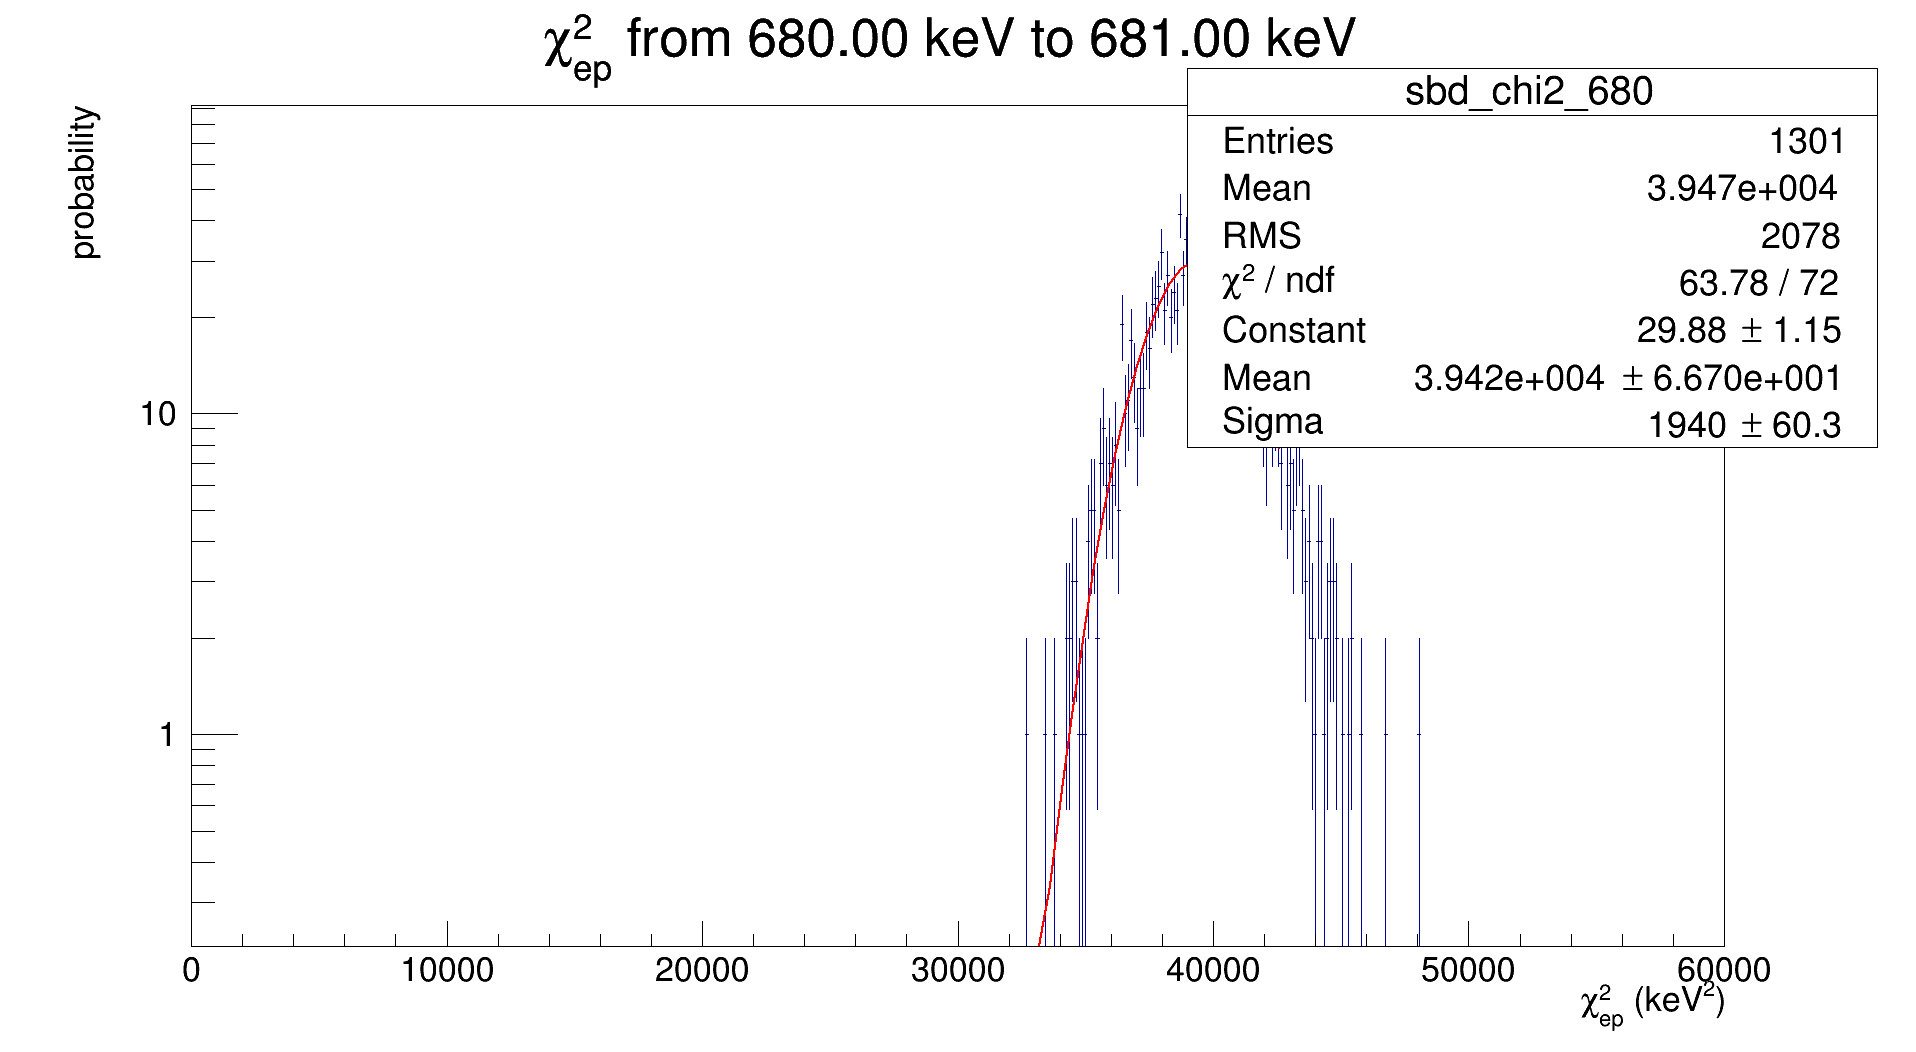 χ²ep from 680.00 keV to 681.00 keV
probability
sbd_chi2_680
Entries 1301
Mean 3.947e+004
RMS 2078
χ² / ndf 63.78 / 72
Constant 29.88 ± 1.15
Mean 3.942e+004 ± 6.670e+001
Sigma 1940 ± 60.3
10
1
0 10000 20000 30000 40000 50000 60000
χ²ep (keV²)